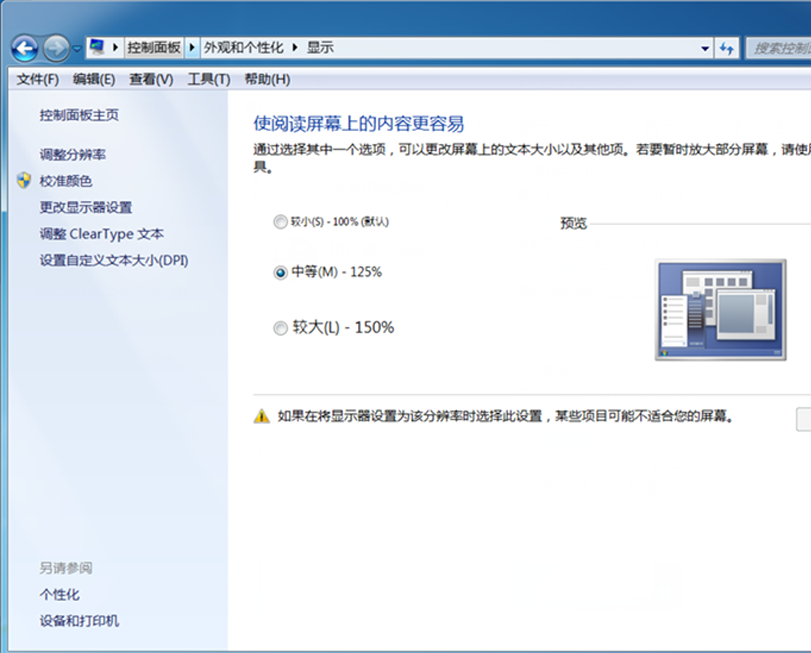 控制面板 外观和个性化 显示 搜索控制
文件(F) 编辑(E) 查看(V) 工具(T) 帮助(H)
控制面板主页
调整分辨率
校准颜色
更改显示器设置
调整 ClearType 文本
设置自定义文本大小(DPI)
使阅读屏幕上的内容更容易
通过选择其中一个选项，可以更改屏幕上的文本大小以及其他项。若要暂时放大部分屏幕，请使
具。
较小(S) - 100% (默认)
预览
中等(M) - 125%
较大(L) - 150%
如果在将显示器设置为该分辨率时选择此设置，某些项目可能不适合您的屏幕。
另请参阅
个性化
设备和打印机